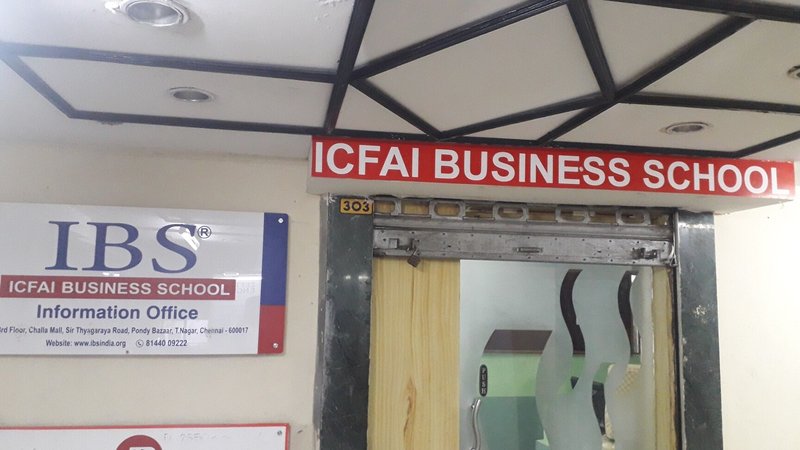 ICFAI BUSINESS SCHOOL
303
IBS®
ICFAI BUSINESS SCHOOL
Information Office
3rd Floor, Challa Mall, Sir Thyagaraya Road, Pondy Bazaar, T.Nagar, Chennai - 600017
Website: www.ibsindia.org 81440 09222
PUSH